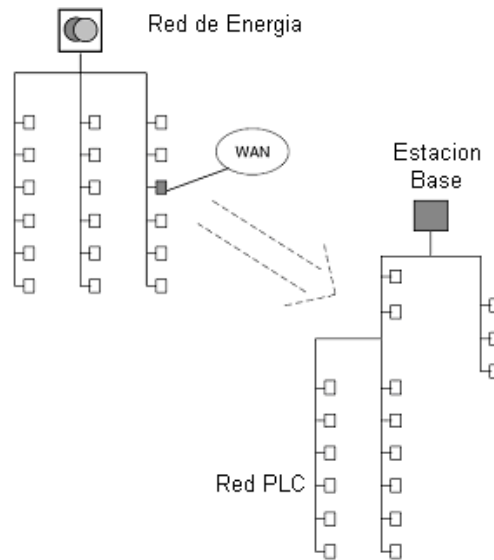 Red de Energia
WAN
Estacion
Base
Red PLC